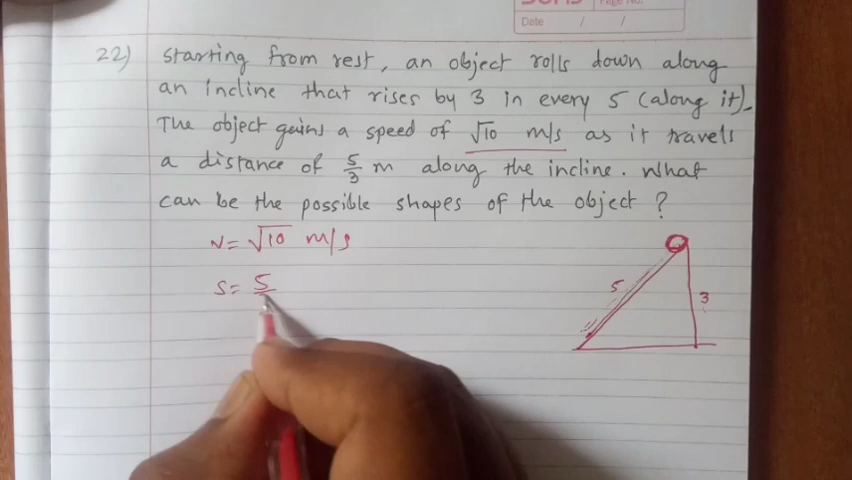 Date / /
22) starting from rest, an object rolls down along
an incline that rises by 3 in every 5 (along it).
The object gains a speed of √10 m/s as it travels
a distance of 5/3 m along the incline. What
can be the possible shapes of the object ?
v = √10 m/s
s = 5
5
3